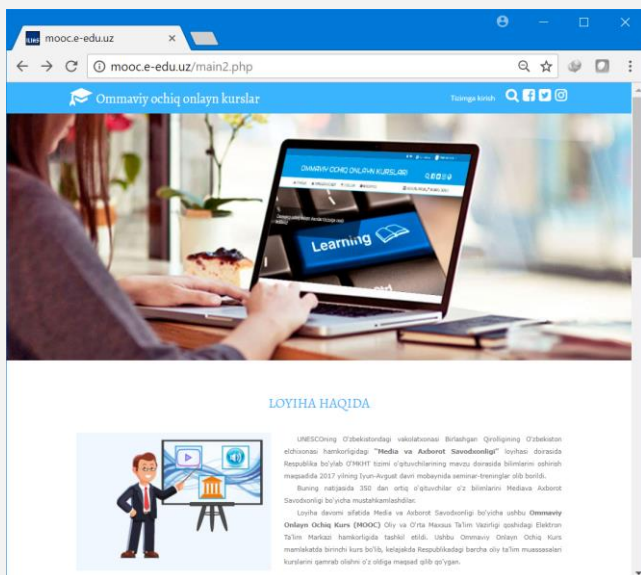 mooc.e-edu.uz
mooc.e-edu.uz/main2.php
Ommaviy ochiq onlayn kurslar
Tizimga kirish
OMMAVIY OCHIQ ONLAYN KURSLARI
Learning
LOYIHA HAQIDA
UNESCOning O'zbekistondagi vakolatxonasi Birlashgan Qirolligining O'zbekiston
elchixonasi hamkorligidagi "Media va Axborot Savodxonligi" loyihasi doirasida
Respublika bo'ylab O'MKHT tizimi o'qituvchilarining mavzu doirasida bilimlarini oshirish
maqsadida 2017 yilning Iyun-Avgust davri mobaynida seminar-treninglar olib borildi.
Buning natijasida 350 dan ortiq o'qituvchilar o'z bilimlarini Mediava Axborot
Savodxonligi bo'yicha mustahkamlashdilar.
Loyiha davomi sifatida Media va Axborot Savodxonligi bo'yicha ushbu Ommaviy
Onlayn Ochiq Kurs (MOOC) Oliy va O'rta Maxsus Ta'lim Vazirligi qoshidagi Elektron
Ta'lim Markazi hamkorligida tashkil etildi. Ushbu Ommaviy Onlayn Ochiq Kurs
mamlakatda birinchi kurs bo'lib, kelajakda Respublikadagi barcha oliy ta'lim muassasalari
kurslarini qamrab olishni o'z oldiga maqsad qilib qo'ygan.